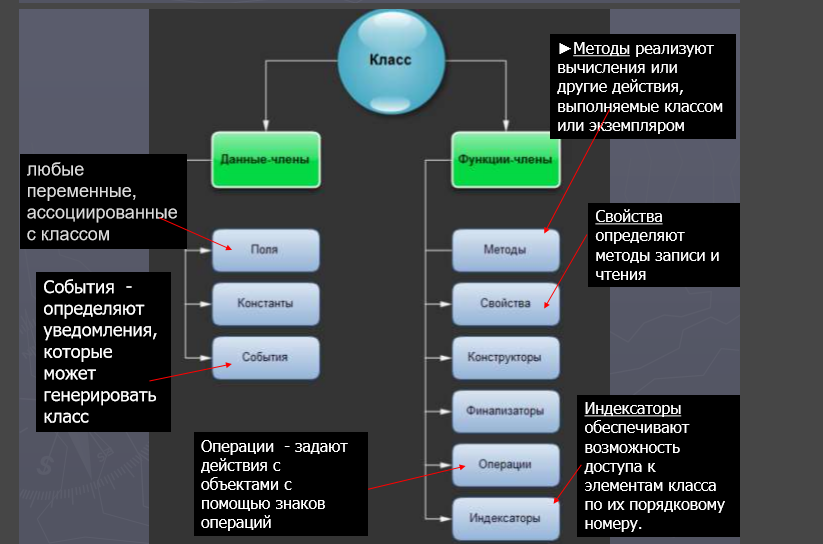 Класс
►Методы реализуют
вычисления или
другие действия,
выполняемые классом
или экземпляром
Данные-члены
Функции-члены
любые
переменные,
ассоциированные
с классом
Поля
Методы
Свойства
определяют
методы записи и
чтения
События -
определяют
уведомления,
которые
может
генерировать
класс
Константы
Свойства
События
Конструкторы
Финализаторы
Операции - задают
действия с
объектами с
помощью знаков
операций
Операции
Индексаторы
обеспечивают
возможность
доступа к
элементам класса
по их порядковому
номеру.
Индексаторы
S